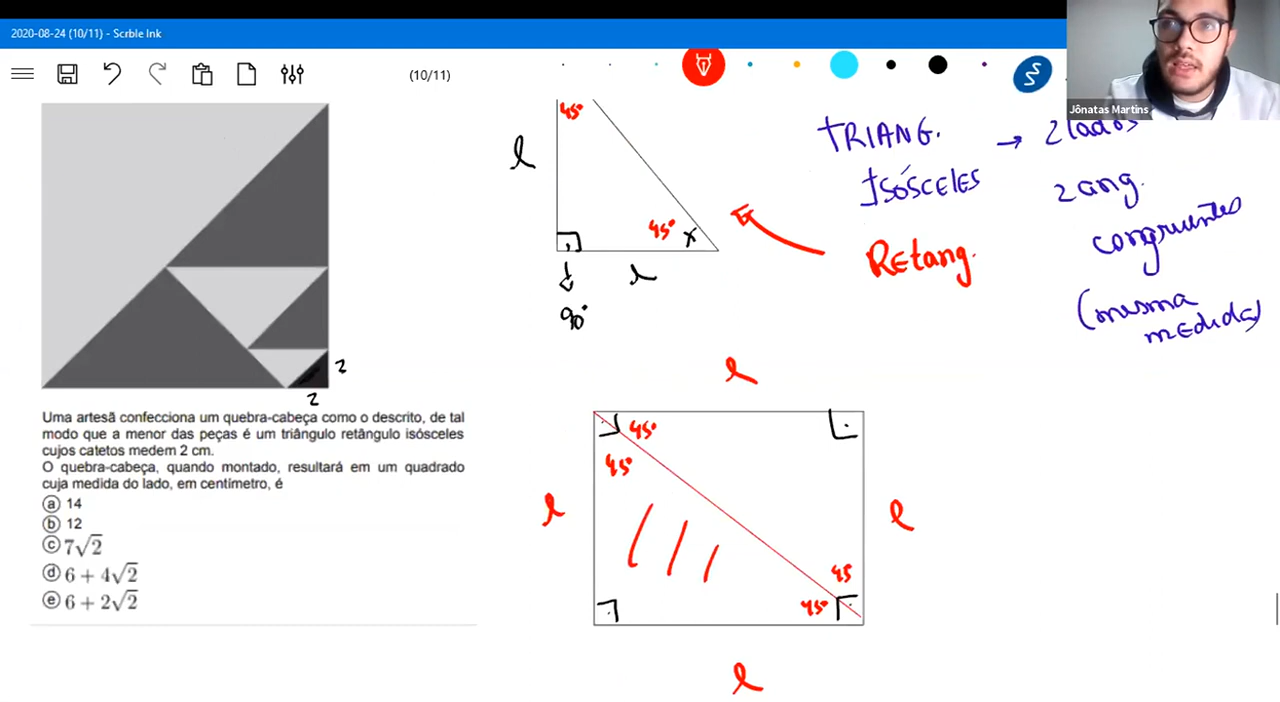 2020-08-24 (10/11) - Scrble Ink
(10/11)
Jônatas Martins
45°
l
45°
x
l
90°
TRIANG.
ISÓSCELES
→ 2 lados
2 ang.
congruentes
(mesma
medida)
Retang.
2
2
Uma artesã confecciona um quebra-cabeça como o descrito, de tal
modo que a menor das peças é um triângulo retângulo isósceles
cujos catetos medem 2 cm.
O quebra-cabeça, quando montado, resultará em um quadrado
cuja medida do lado, em centímetro, é
a 14
b 12
c 7√2
d 6 + 4√2
e 6 + 2√2
l
45°
45°
l
l
45
45°
l